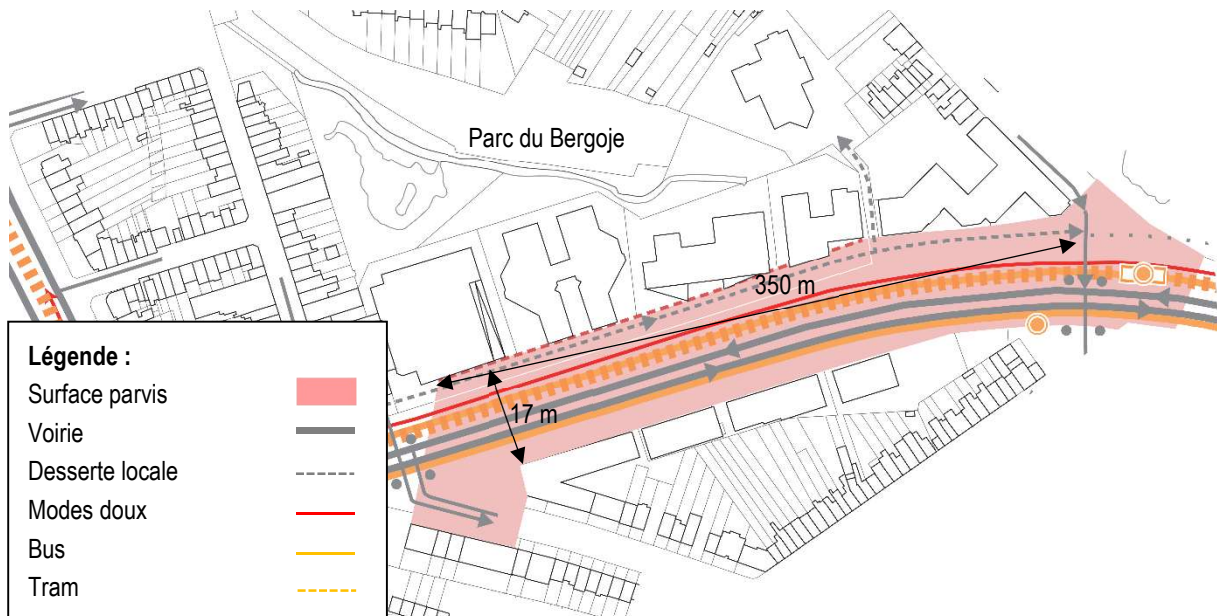 Parc du Bergoje
350 m
17 m
Légende :
Surface parvis
Voirie
Desserte locale
Modes doux
Bus
Tram